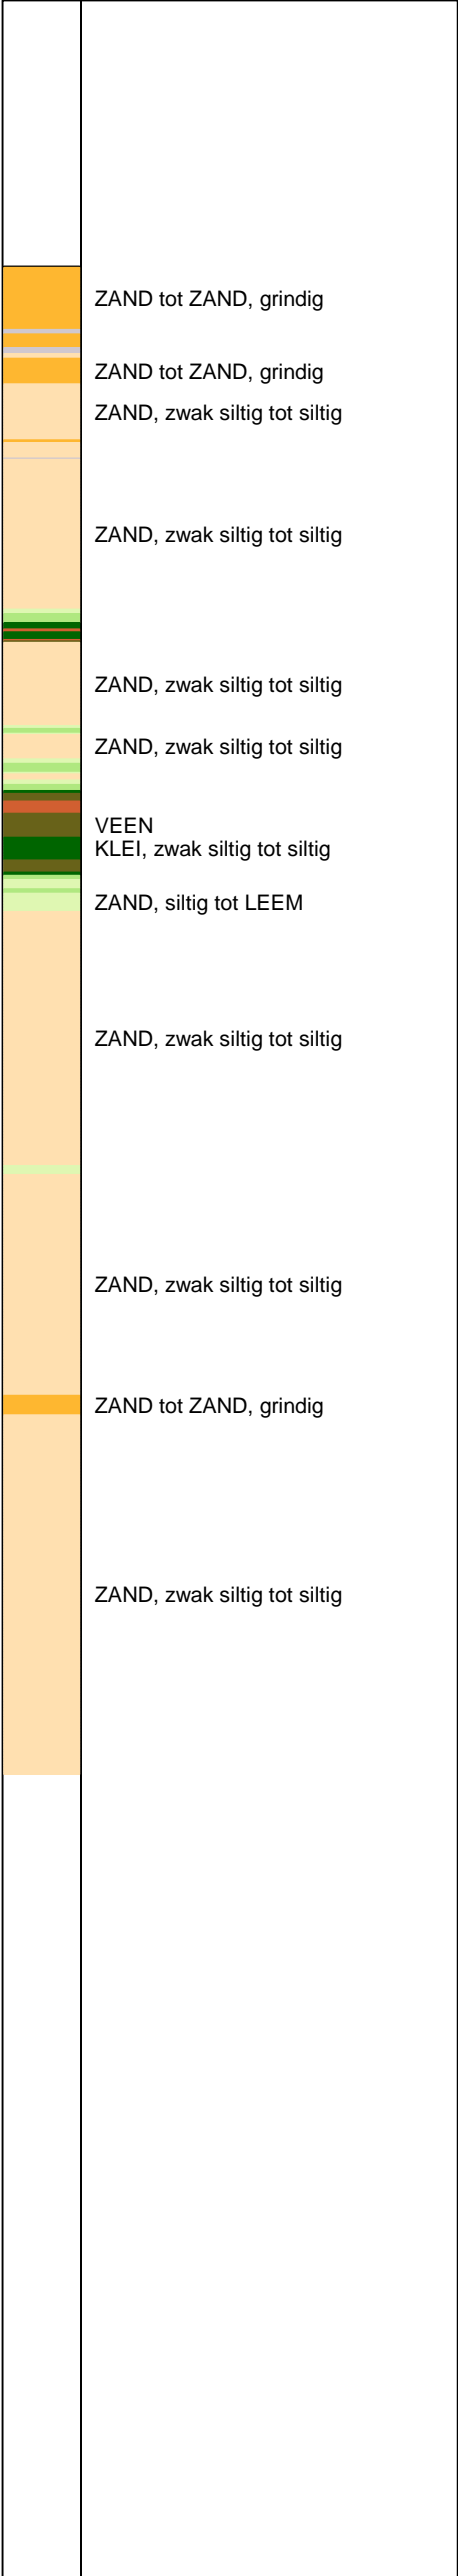 ZAND tot ZAND, grindig
ZAND tot ZAND, grindig
ZAND, zwak siltig tot siltig
ZAND, zwak siltig tot siltig
ZAND, zwak siltig tot siltig
ZAND, zwak siltig tot siltig
VEEN
KLEI, zwak siltig tot siltig
ZAND, siltig tot LEEM
ZAND, zwak siltig tot siltig
ZAND, zwak siltig tot siltig
ZAND tot ZAND, grindig
ZAND, zwak siltig tot siltig